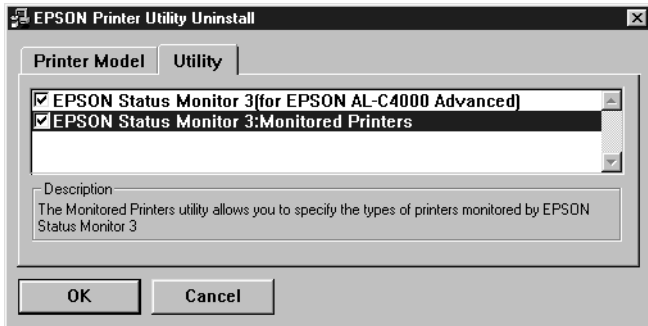 EPSON Printer Utility Uninstall
Printer Model
Utility
EPSON Status Monitor 3(for EPSON AL-C4000 Advanced)
EPSON Status Monitor 3:Monitored Printers
Description
The Monitored Printers utility allows you to specify the types of printers monitored by EPSON
Status Monitor 3
OK
Cancel